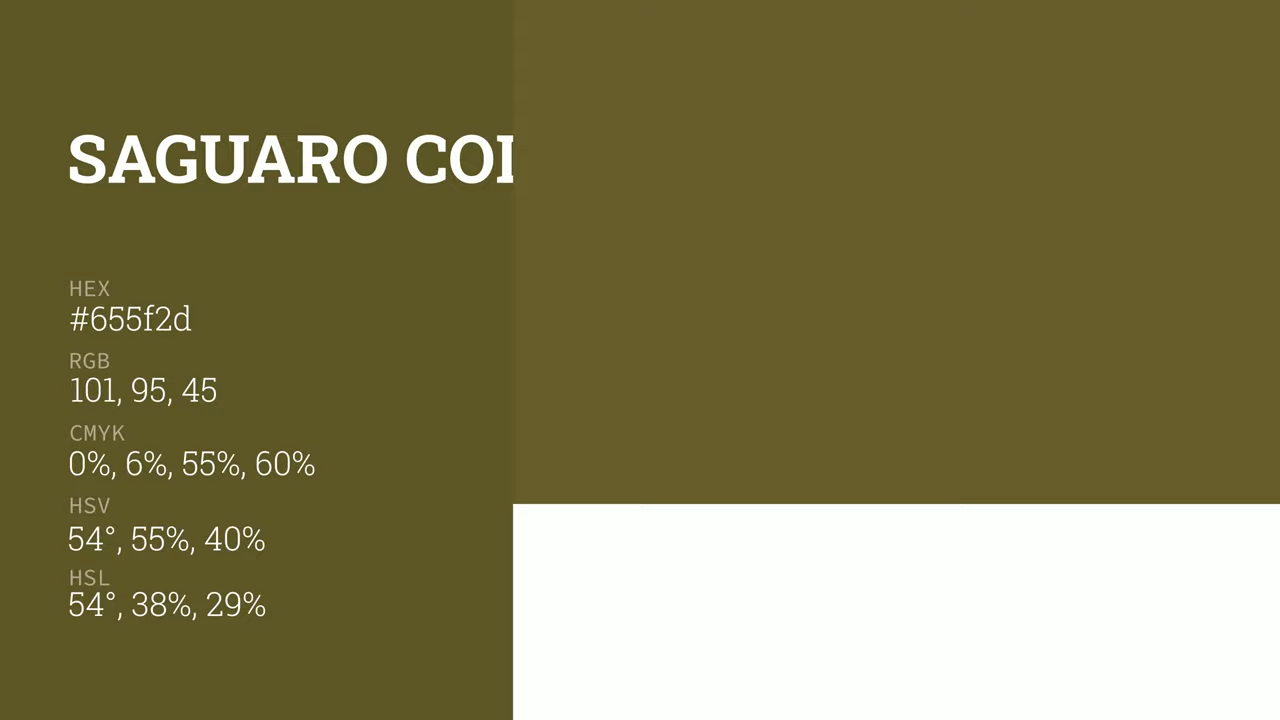 SAGUARO
HEX
#655f2d
RGB
101, 95, 45
CMYK
0%, 6%, 55%, 60%
HSV
54°, 55%, 40%
HSL
54°, 38%, 29%